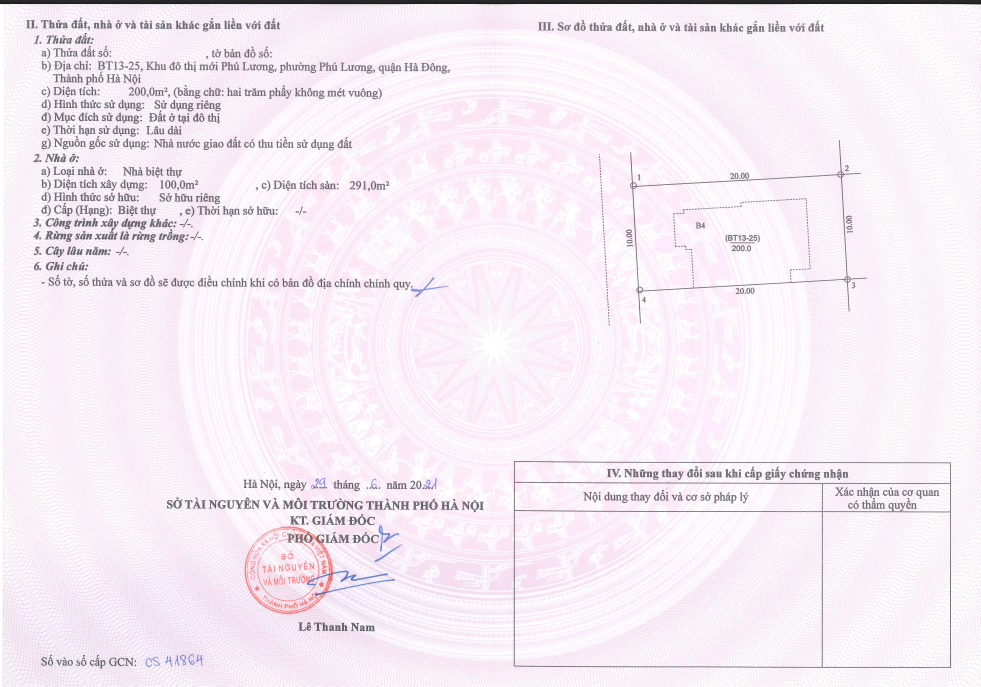 II. Thửa đất, nhà ở và tài sản khác gắn liền với đất
1. Thửa đất:
a) Thửa đất số: , tờ bản đồ số:
b) Địa chỉ: BT13-25, Khu đô thị mới Phú Lương, phường Phú Lương, quận Hà Đông,
Thành phố Hà Nội
c) Diện tích: 200,0m², (bằng chữ: hai trăm phẩy không mét vuông)
d) Hình thức sử dụng: Sử dụng riêng
đ) Mục đích sử dụng: Đất ở tại đô thị
e) Thời hạn sử dụng: Lâu dài
g) Nguồn gốc sử dụng: Nhà nước giao đất có thu tiền sử dụng đất
2. Nhà ở:
a) Loại nhà ở: Nhà biệt thự
b) Diện tích xây dựng: 100,0m² , c) Diện tích sàn: 291,0m²
d) Hình thức sở hữu: Sở hữu riêng
đ) Cấp (Hạng): Biệt thự , e) Thời hạn sở hữu: -/-
3. Công trình xây dựng khác: -/-.
4. Rừng sản xuất là rừng trồng: -/-.
5. Cây lâu năm: -/-.
6. Ghi chú:
- Số tờ, số thửa và sơ đồ sẽ được điều chỉnh khi có bản đồ địa chính chính quy.
Hà Nội, ngày 29 tháng 6 năm 2021
SỞ TÀI NGUYÊN VÀ MÔI TRƯỜNG THÀNH PHỐ HÀ NỘI
KT. GIÁM ĐỐC
PHÓ GIÁM ĐỐC
CỘNG HÒA XÃ HỘI CHỦ NGHĨA VIỆT NAM
SỞ
TÀI NGUYÊN
VÀ MÔI TRƯỜNG
THÀNH PHỐ HÀ NỘI
Lê Thanh Nam
Số vào sổ cấp GCN: CS 41864
III. Sơ đồ thửa đất, nhà ở và tài sản khác gắn liền với đất
1
20.00
2
10.00
B4
(BT13-25)
200.0
10.00
4
20.00
3
IV. Những thay đổi sau khi cấp giấy chứng nhận
Nội dung thay đổi và cơ sở pháp lý
Xác nhận của cơ quan
có thẩm quyền